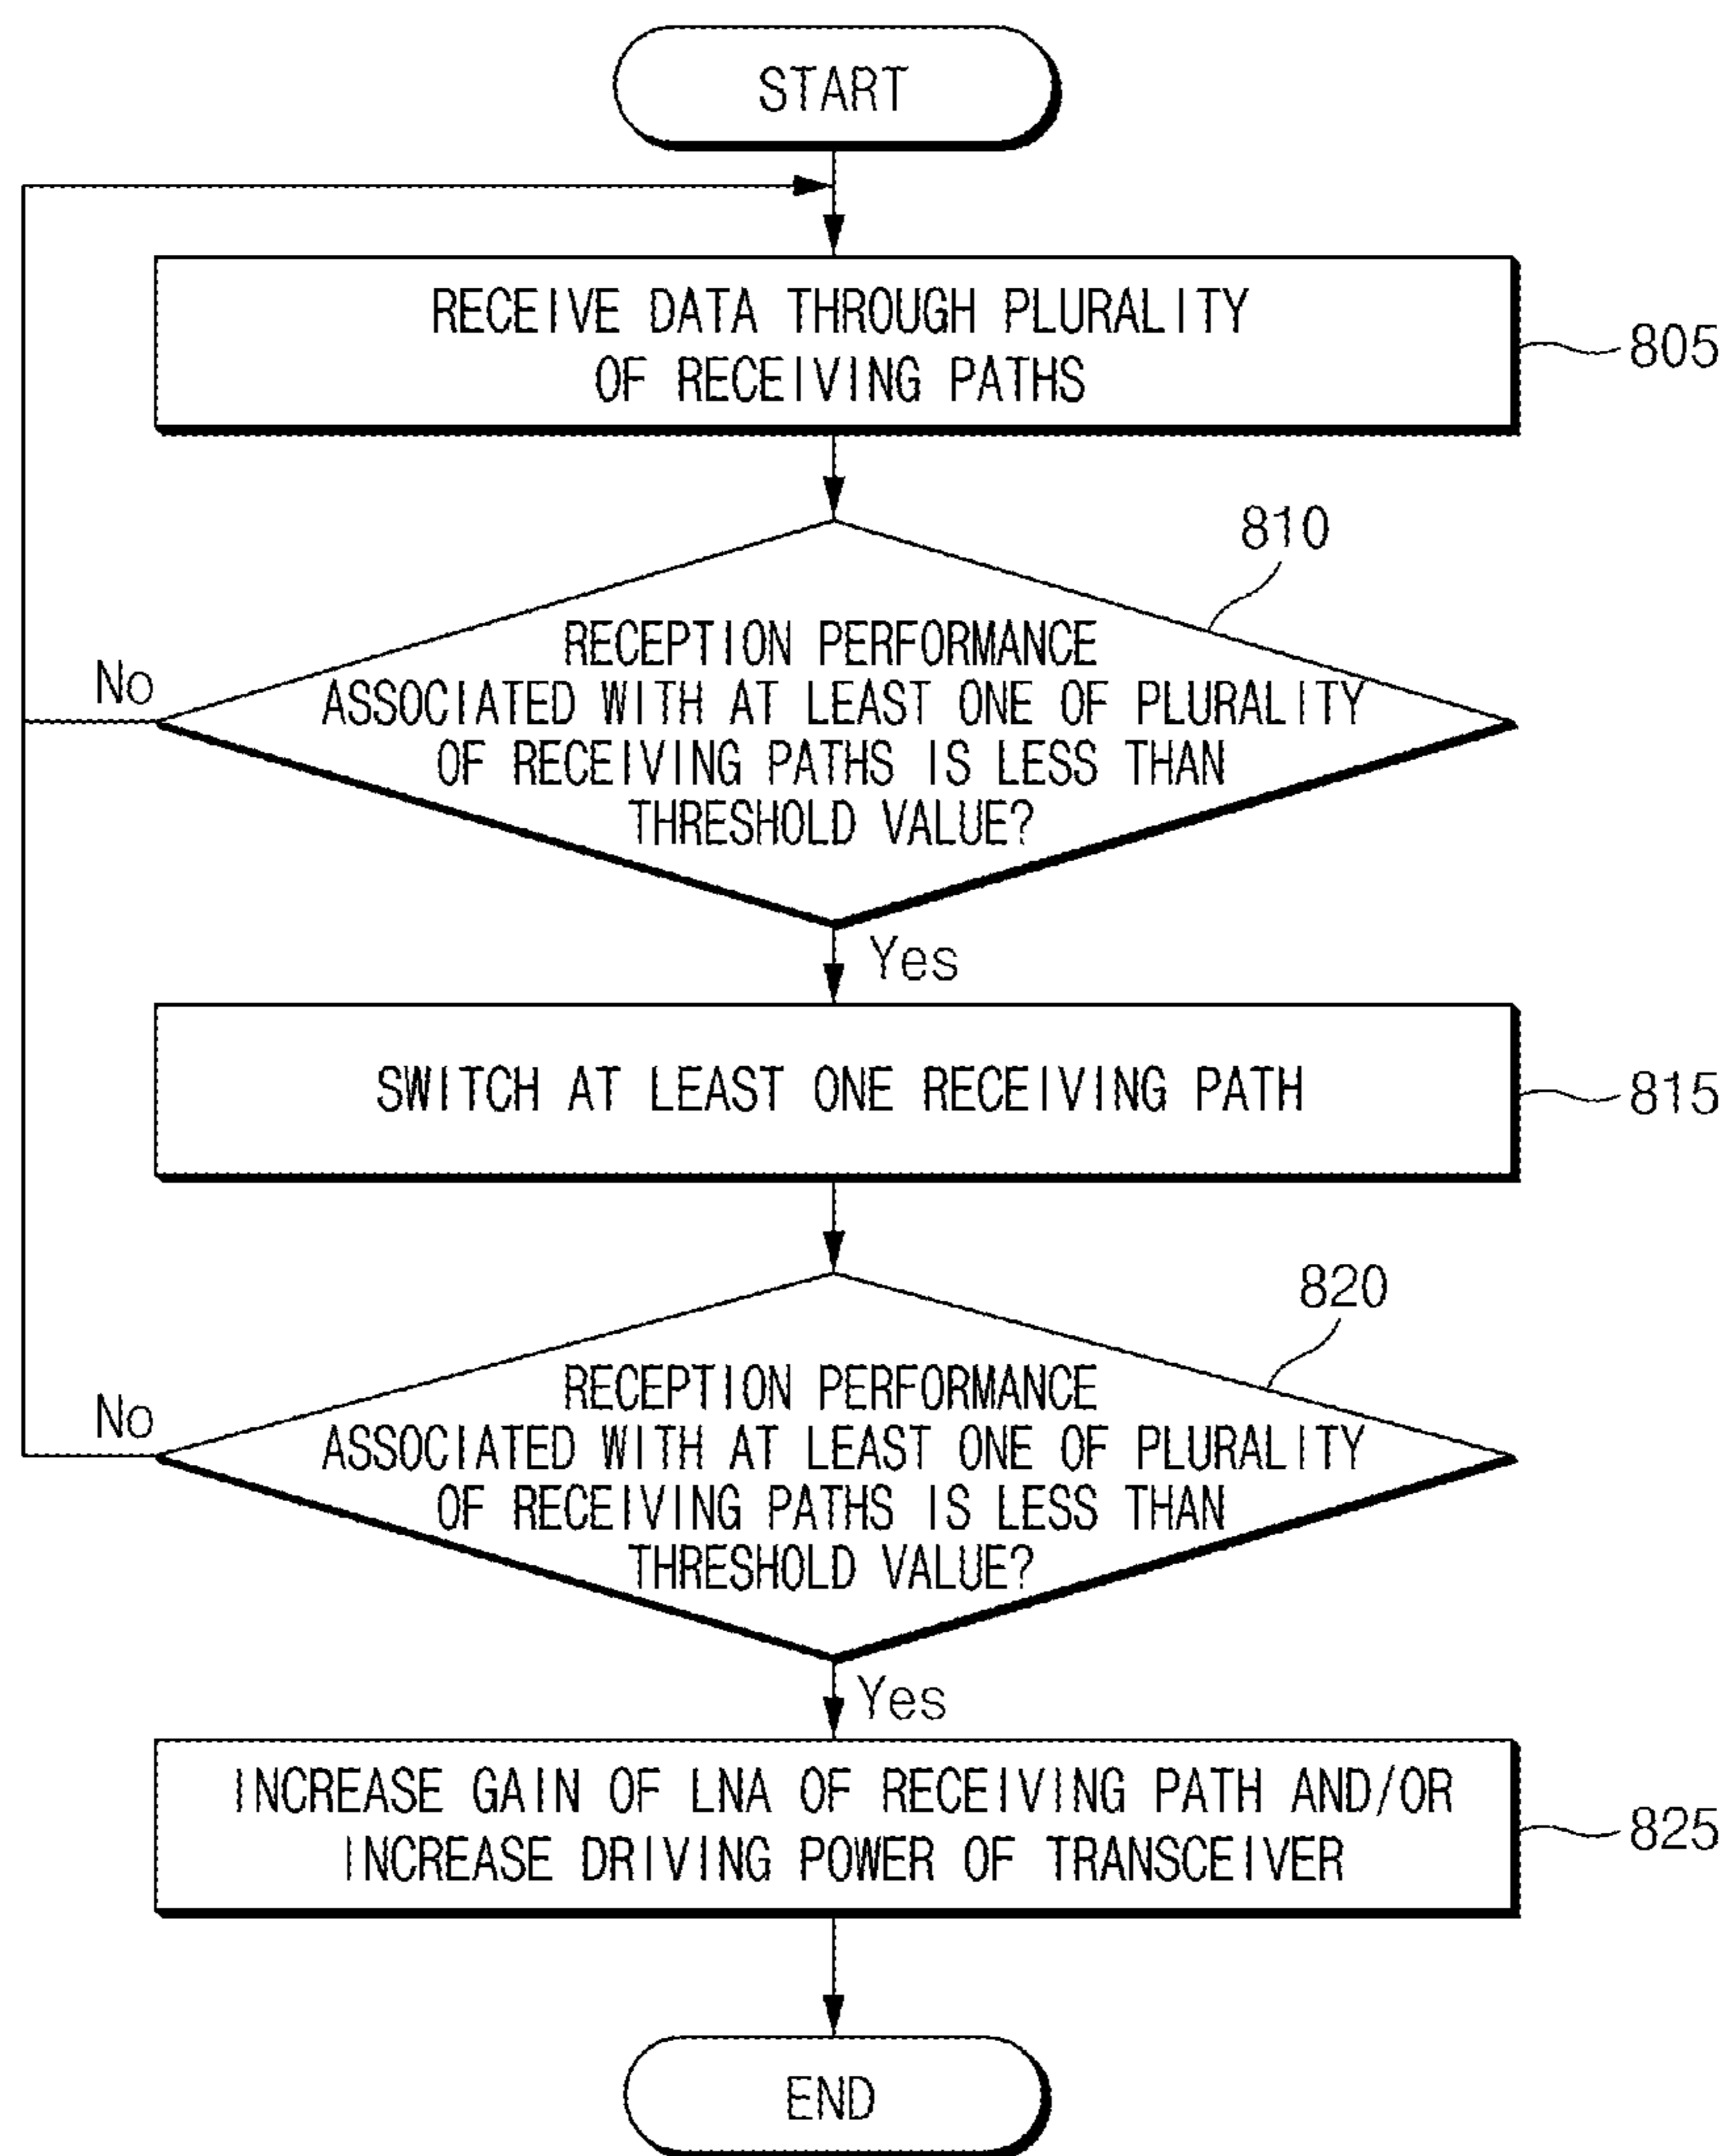 START
RECEIVE DATA THROUGH PLURALITY
OF RECEIVING PATHS
805
810
RECEPTION PERFORMANCE
ASSOCIATED WITH AT LEAST ONE OF PLURALITY
OF RECEIVING PATHS IS LESS THAN
THRESHOLD VALUE?
No
Yes
SWITCH AT LEAST ONE RECEIVING PATH
815
820
RECEPTION PERFORMANCE
ASSOCIATED WITH AT LEAST ONE OF PLURALITY
OF RECEIVING PATHS IS LESS THAN
THRESHOLD VALUE?
No
Yes
INCREASE GAIN OF LNA OF RECEIVING PATH AND/OR
INCREASE DRIVING POWER OF TRANSCEIVER
825
END